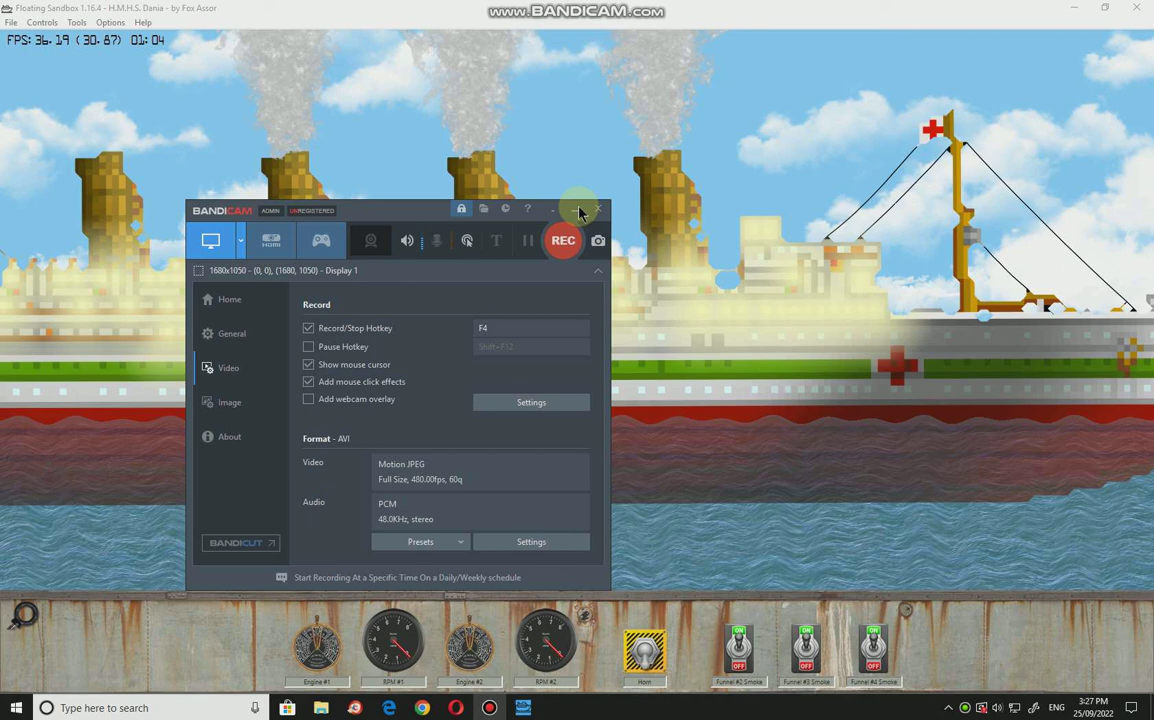 Floating Sandbox 1.16.4 - H.M.H.S. Dania - by Fox Assor
www.BANDICAM.com
File Controls Tools Options Help
FPS: 36.19 (30.87) 01:04
BANDICAM ADMIN UNREGISTERED
?
HDMI
T
REC
1680x1050 - (0, 0), (1680, 1050) - Display 1
Home
General
Video
Image
About
BANDICUT
Record
Record/Stop Hotkey F4
Pause Hotkey Shift+F12
Show mouse cursor
Add mouse click effects
Add webcam overlay
Settings
Format - AVI
Video
Motion JPEG
Full Size, 480.00fps, 60q
Audio
PCM
48.0KHz, stereo
Presets
Settings
Start Recording At a Specific Time On a Daily/Weekly schedule
ON ON ON
OFF OFF OFF
Engine #1 RPM #1 Engine #2 RPM #2 Horn Funnel #2 Smoke Funnel #3 Smoke Funnel #4 Smoke
Type here to search
ENG
3:27 PM
25/09/2022